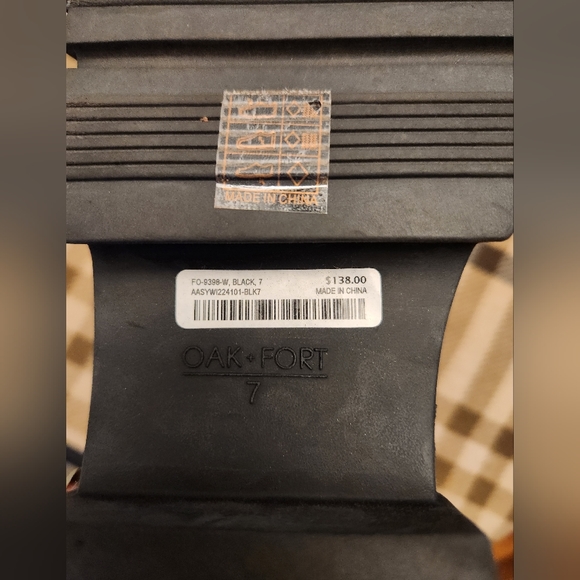 MADE IN CHINA
FO-9398-W, BLACK, 7
$138.00
AASYWI224101-BLK7
MADE IN CHINA
OAK + FORT
7